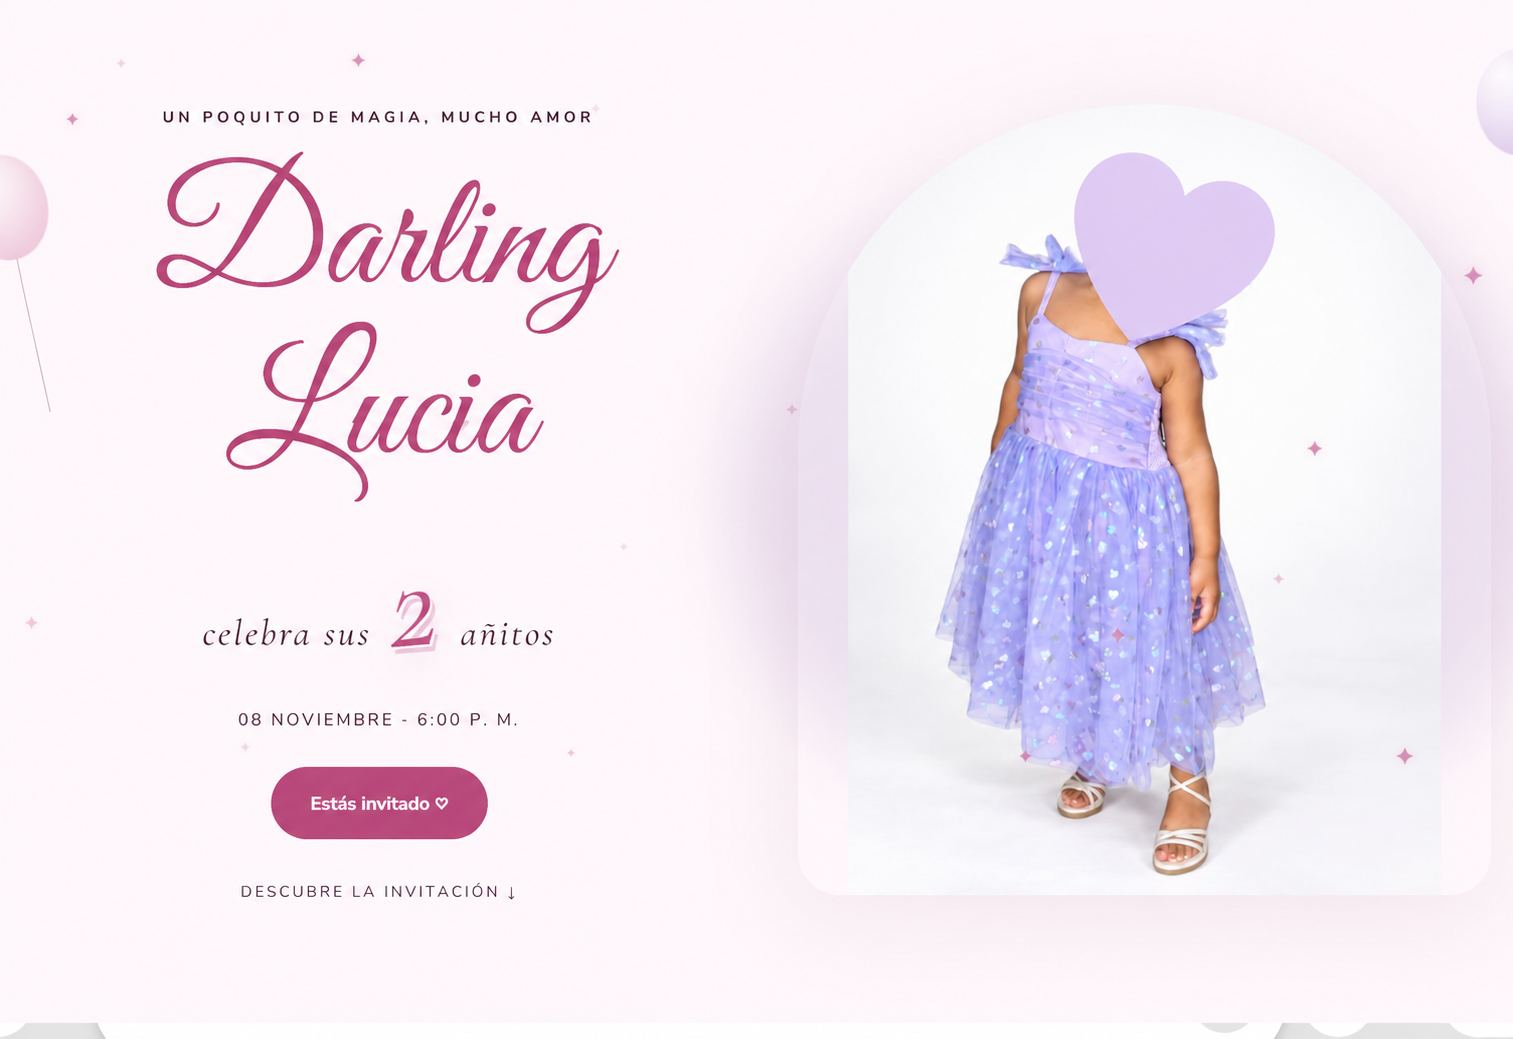 UN POQUITO DE MAGIA, MUCHO AMOR
Darling
Lucia
celebra sus 2 añitos
08 NOVIEMBRE - 6:00 P. M.
Estás invitado ♡
DESCUBRE LA INVITACIÓN ↓